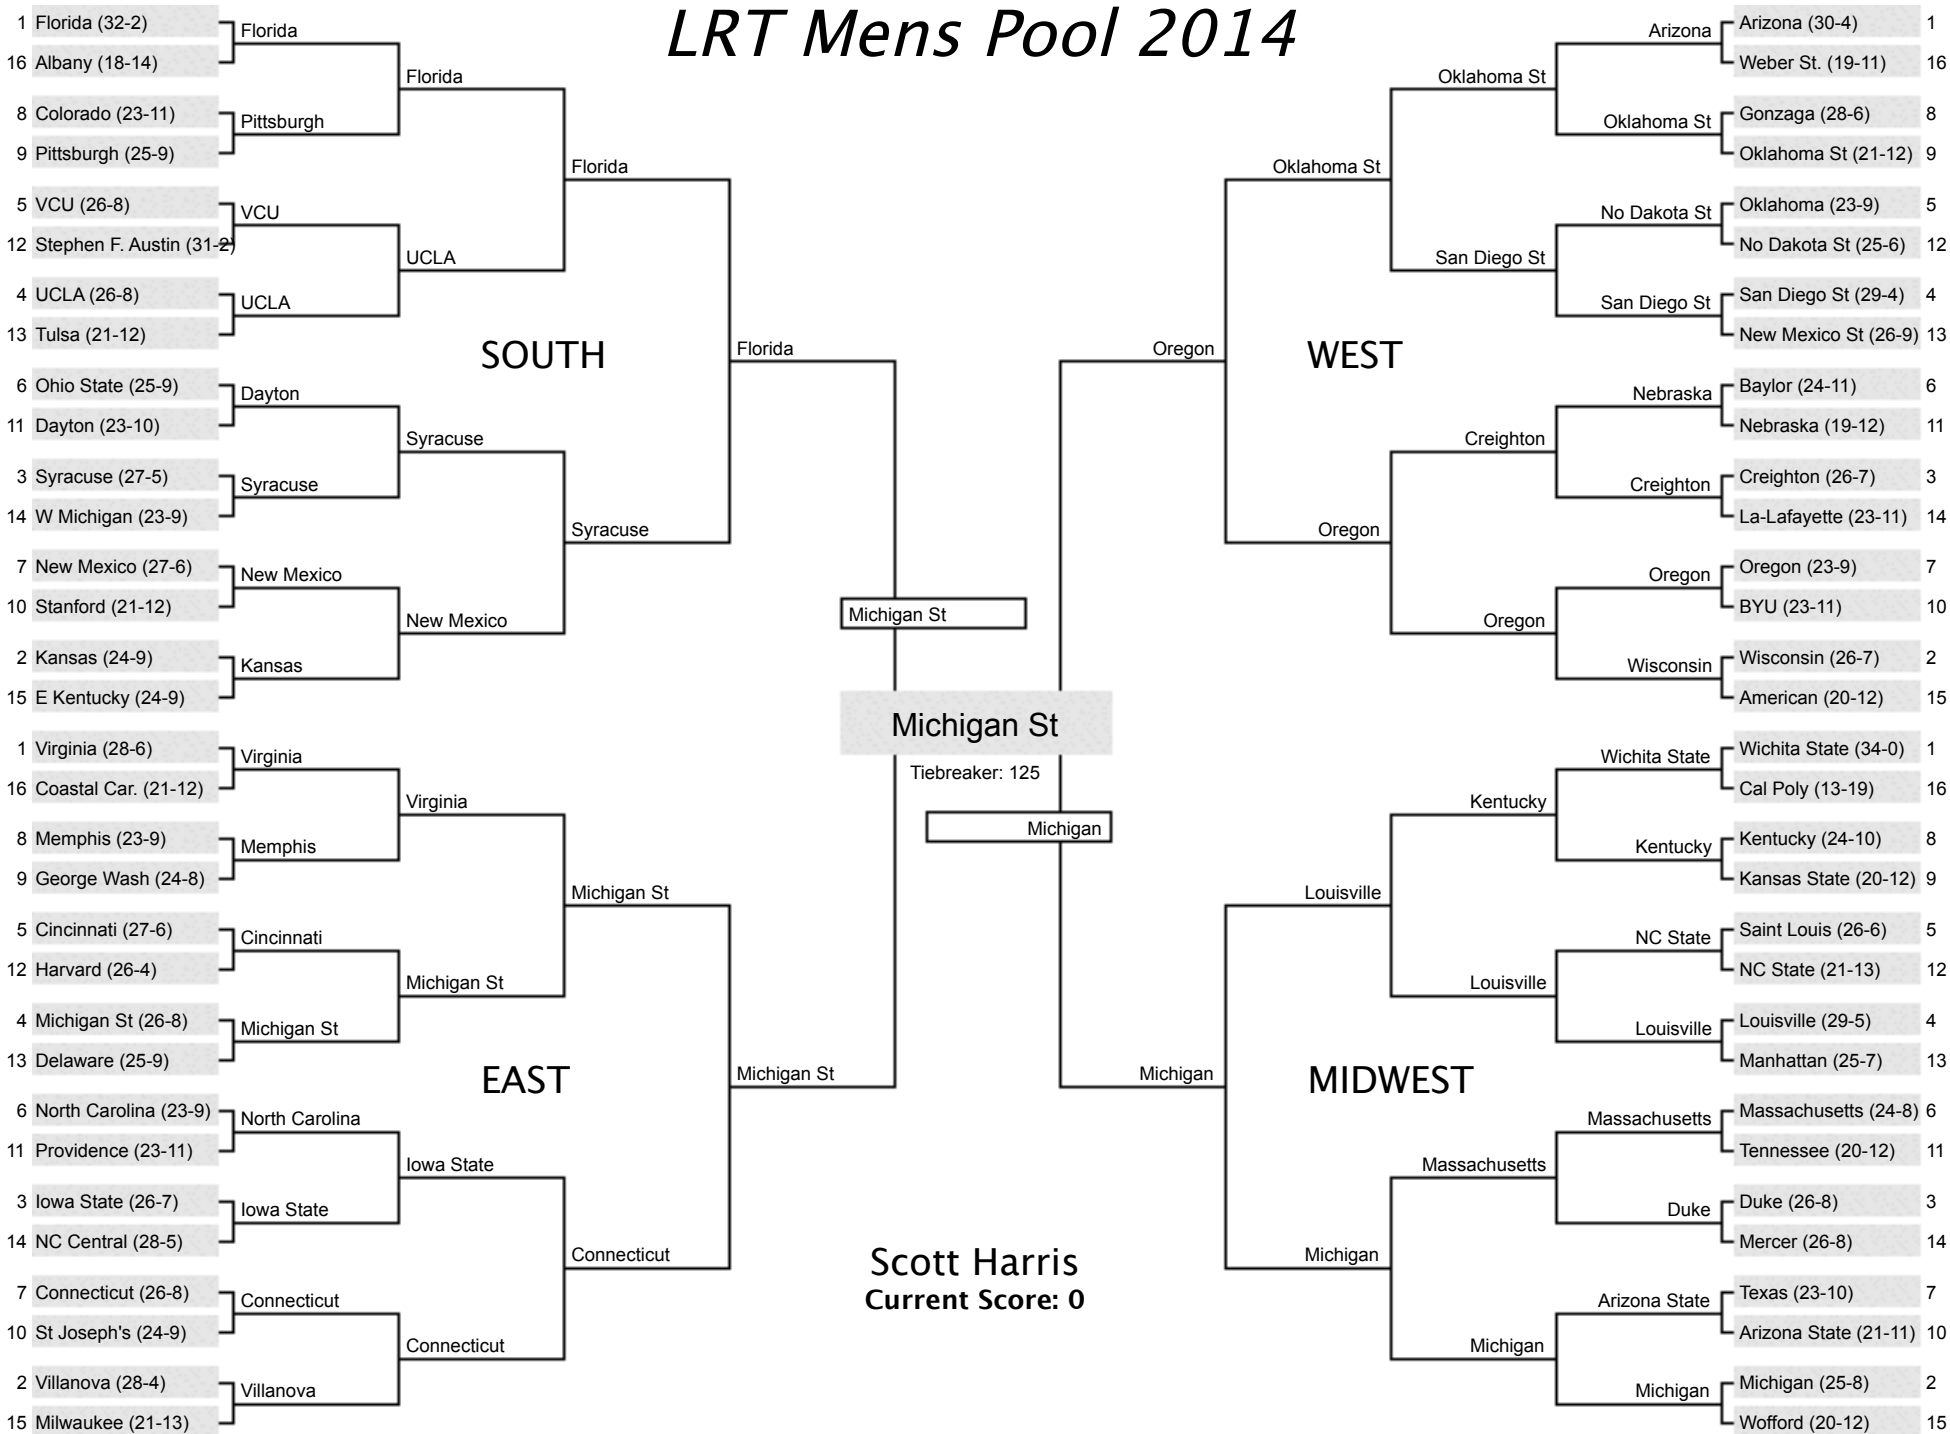 LRT Mens Pool 2014
1 Florida (32-2)
16 Albany (18-14)
8 Colorado (23-11)
9 Pittsburgh (25-9)
5 VCU (26-8)
12 Stephen F. Austin (31-2)
4 UCLA (26-8)
13 Tulsa (21-12)
6 Ohio State (25-9)
11 Dayton (23-10)
3 Syracuse (27-5)
14 W Michigan (23-9)
7 New Mexico (27-6)
10 Stanford (21-12)
2 Kansas (24-9)
15 E Kentucky (24-9)
Florida
Pittsburgh
VCU
UCLA
Dayton
Syracuse
New Mexico
Kansas
Florida
UCLA
Syracuse
New Mexico
Florida
Syracuse
SOUTH
Florida
1 Virginia (28-6)
16 Coastal Car. (21-12)
8 Memphis (23-9)
9 George Wash (24-8)
5 Cincinnati (27-6)
12 Harvard (26-4)
4 Michigan St (26-8)
13 Delaware (25-9)
6 North Carolina (23-9)
11 Providence (23-11)
3 Iowa State (26-7)
14 NC Central (28-5)
7 Connecticut (26-8)
10 St Joseph's (24-9)
2 Villanova (28-4)
15 Milwaukee (21-13)
Virginia
Memphis
Cincinnati
Michigan St
North Carolina
Iowa State
Connecticut
Villanova
Virginia
Michigan St
Iowa State
Connecticut
Michigan St
Connecticut
EAST
Michigan St
Michigan St
Michigan St
Tiebreaker: 125
Michigan
Scott Harris
Current Score: 0
Arizona (30-4) 1
Weber St. (19-11) 16
Gonzaga (28-6) 8
Oklahoma St (21-12) 9
Oklahoma (23-9) 5
No Dakota St (25-6) 12
San Diego St (29-4) 4
New Mexico St (26-9) 13
Baylor (24-11) 6
Nebraska (19-12) 11
Creighton (26-7) 3
La-Lafayette (23-11) 14
Oregon (23-9) 7
BYU (23-11) 10
Wisconsin (26-7) 2
American (20-12) 15
Arizona
Oklahoma St
No Dakota St
San Diego St
Nebraska
Creighton
Oregon
Wisconsin
Oklahoma St
San Diego St
Creighton
Oregon
Oklahoma St
Oregon
WEST
Oregon
Wichita State (34-0) 1
Cal Poly (13-19) 16
Kentucky (24-10) 8
Kansas State (20-12) 9
Saint Louis (26-6) 5
NC State (21-13) 12
Louisville (29-5) 4
Manhattan (25-7) 13
Massachusetts (24-8) 6
Tennessee (20-12) 11
Duke (26-8) 3
Mercer (26-8) 14
Texas (23-10) 7
Arizona State (21-11) 10
Michigan (25-8) 2
Wofford (20-12) 15
Wichita State
Kentucky
NC State
Louisville
Massachusetts
Duke
Arizona State
Michigan
Kentucky
Louisville
Massachusetts
Michigan
Louisville
Michigan
MIDWEST
Michigan